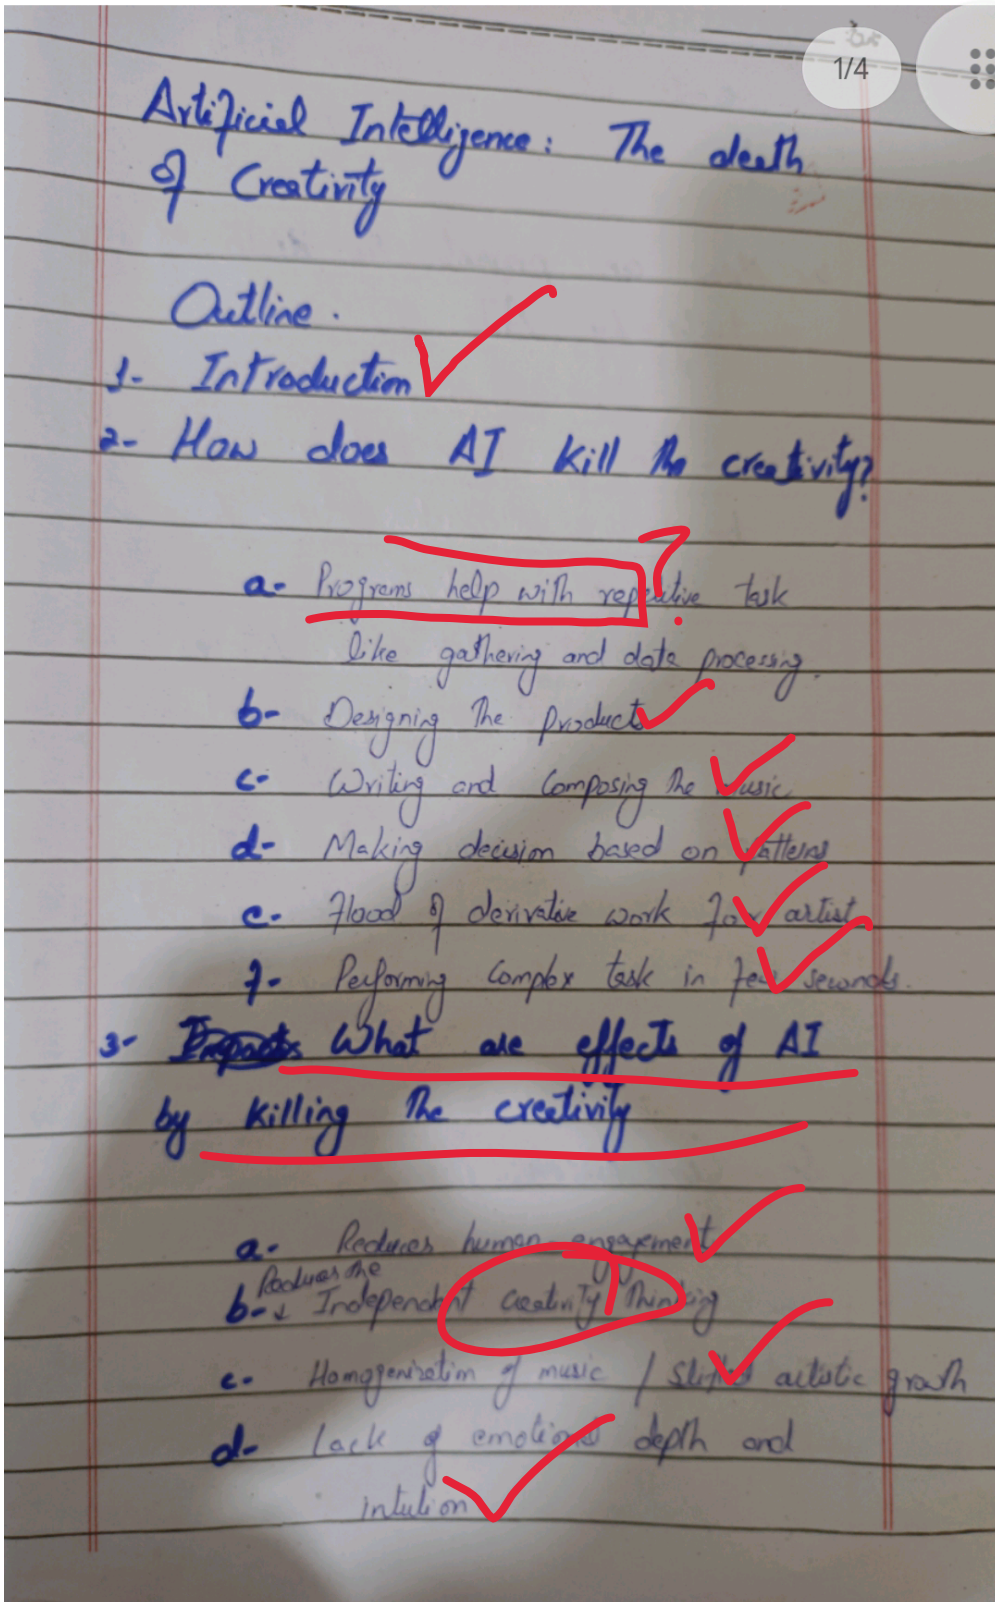 1/4
Artificial Intelligence: The death
of Creativity
Outline.
1- Introduction
2- How does AI kill the creativity?
a- Programs help with repetitive task
like gathering and data processing.
b- Designing the products
c- Writing and Composing the music
d- Making decision based on patterns
e- Flood of derivative work for artist
f- Performing Complex task in few seconds.
3- Impacts What are effects of AI
by killing the creativity
a- Reduces human engagement
Reduces the
b- Independent creativity / Thinking
c- Homogenization of music / Stifled artistic growth
d- Lack of emotional depth and
intution